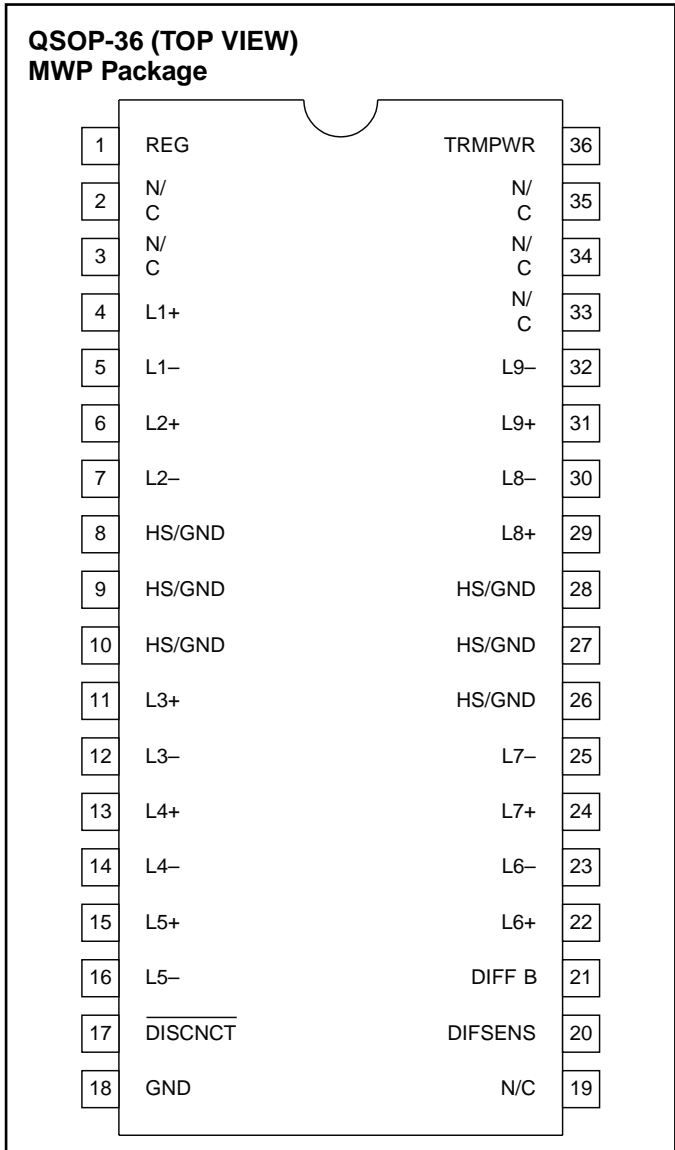 QSOP-36 (TOP VIEW)
MWP Package
1 REG TRMPWR 36
2 N/
C N/
C 35
3 N/
C N/
C 34
4 L1+ N/
C 33
5 L1– L9– 32
6 L2+ L9+ 31
7 L2– L8– 30
8 HS/GND L8+ 29
9 HS/GND HS/GND 28
10 HS/GND HS/GND 27
11 L3+ HS/GND 26
12 L3– L7– 25
13 L4+ L7+ 24
14 L4– L6– 23
15 L5+ L6+ 22
16 L5– DIFF B 21
17 DISCNCT DIFSENS 20
18 GND N/C 19